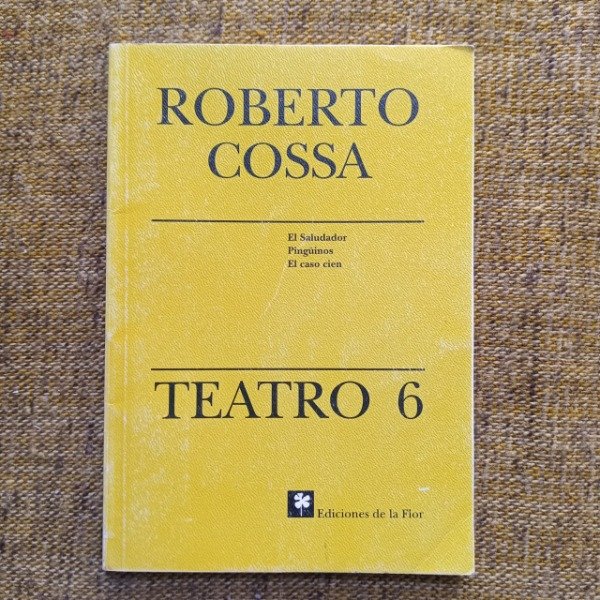 ROBERTO
COSSA
El Saludador
Pingüinos
El caso cien
TEATRO 6
Ediciones de la Flor